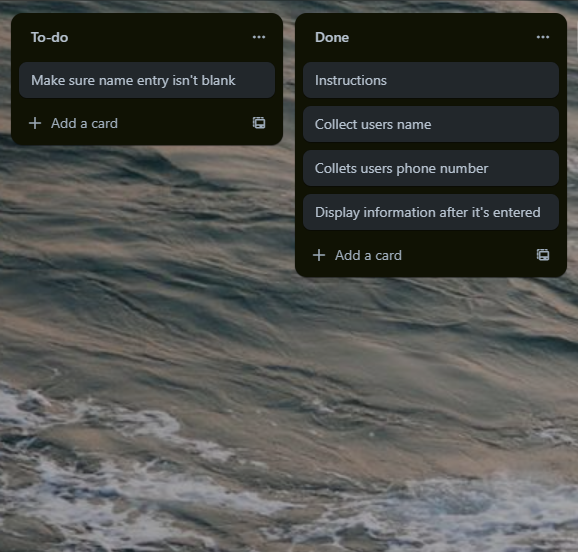 To-do
Make sure name entry isn't blank
Add a card
Done
Instructions
Collect users name
Collets users phone number
Display information after it's entered
Add a card